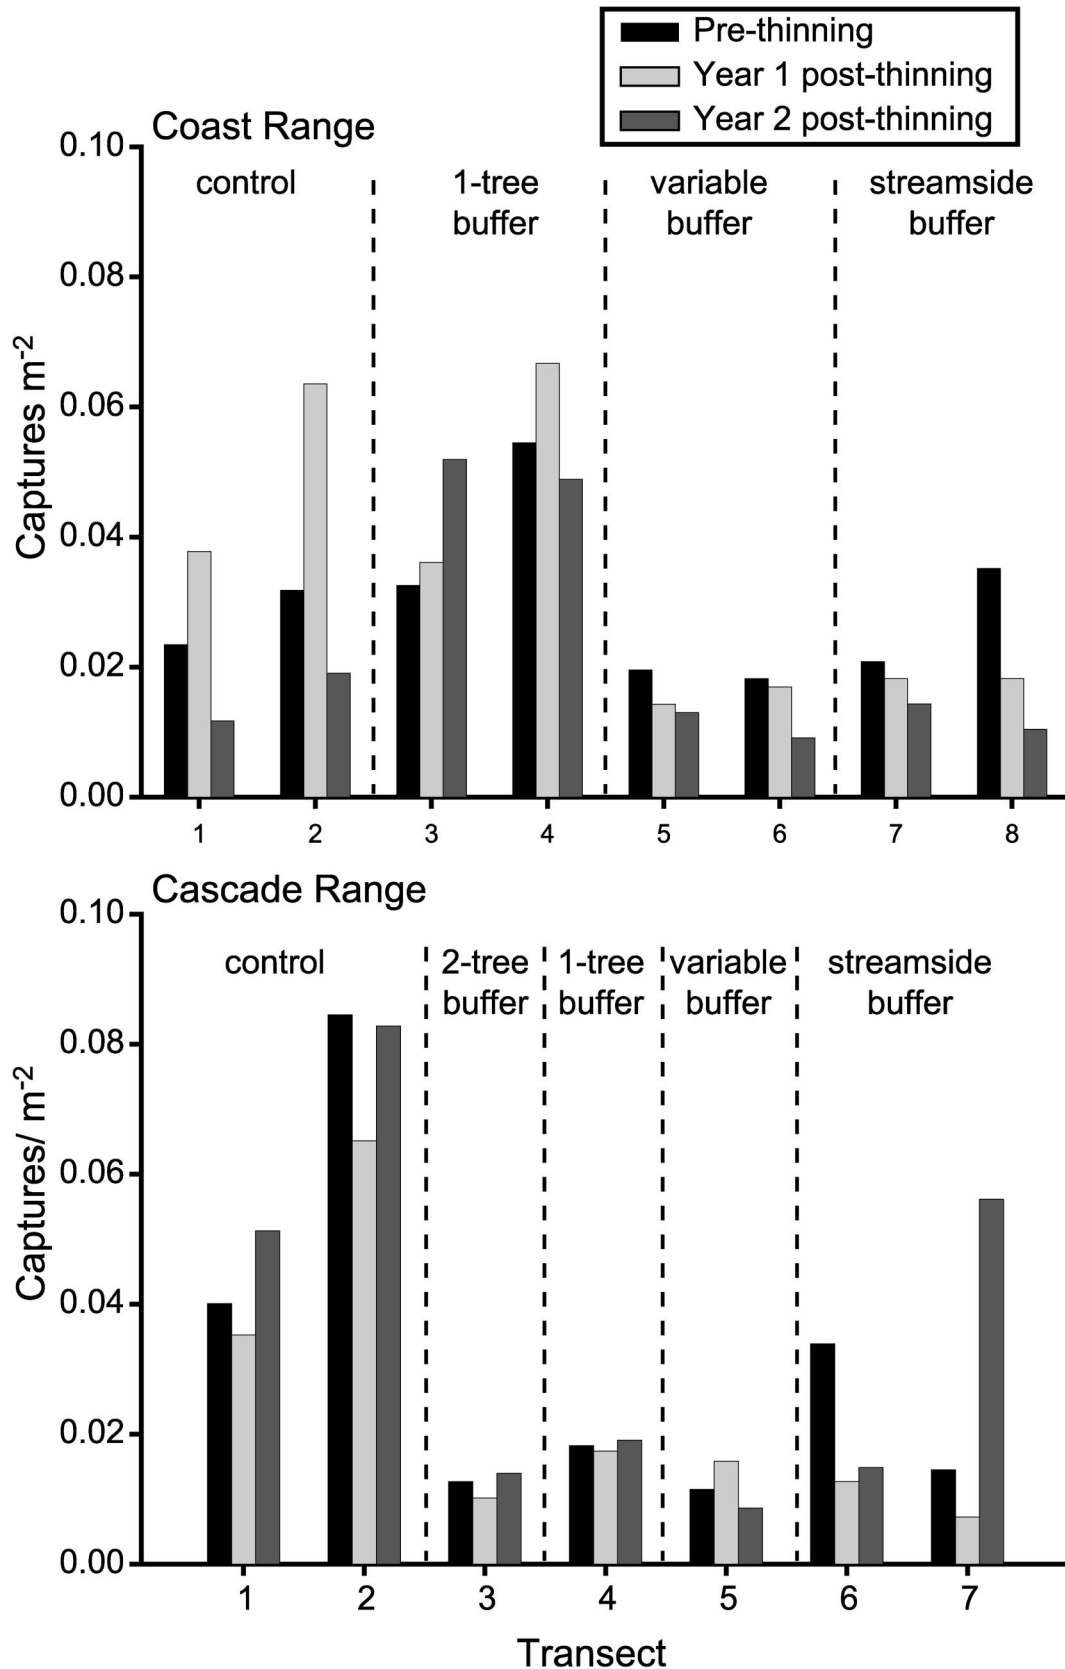 Pre-thinning
Year 1 post-thinning
Year 2 post-thinning
Coast Range
control
1-tree
buffer
variable
buffer
streamside
buffer
0.10
0.08
0.06
0.04
0.02
0.00
Captures m-2
1 2 3 4 5 6 7 8
Cascade Range
control
2-tree
buffer
1-tree
buffer
variable
buffer
streamside
buffer
0.10
0.08
0.06
0.04
0.02
0.00
Captures/ m-2
1 2 3 4 5 6 7
Transect